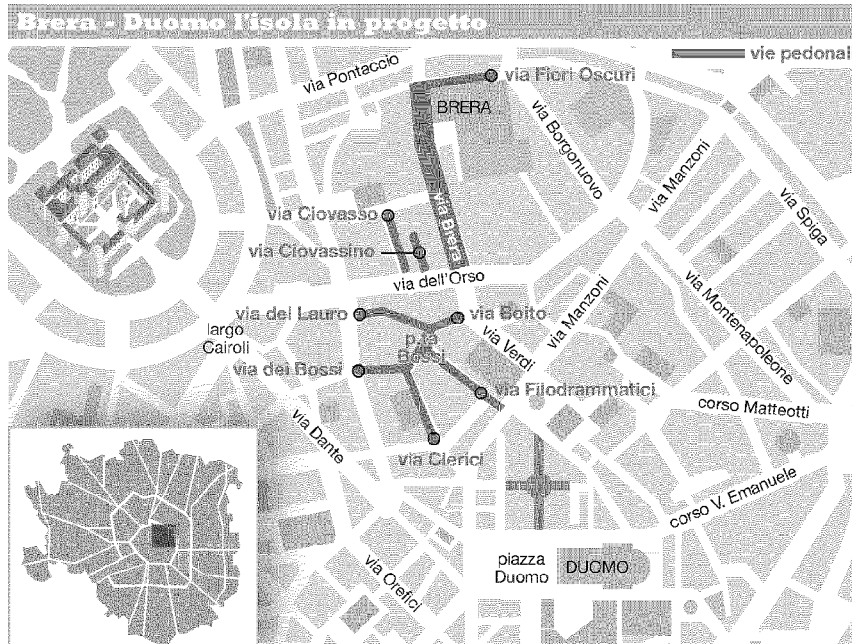 Brera - Duomo l'isola in progetto
vie pedonal
via Pontaccio
via Fiori Oscuri
BRERA
via Borgonuovo
via Manzoni
via Spiga
via Ciovasso
via Brera
via Ciovassino
via dell'Orso
via Montenapoleone
via del Lauro
via Boito
via Manzoni
largo
Cairoli
p.ta
Bossi
via Verdi
via dei Bossi
via Filodrammatici
corso Matteotti
via Dante
via Clerici
corso V. Emanuele
piazza
Duomo
DUOMO
via Orefici